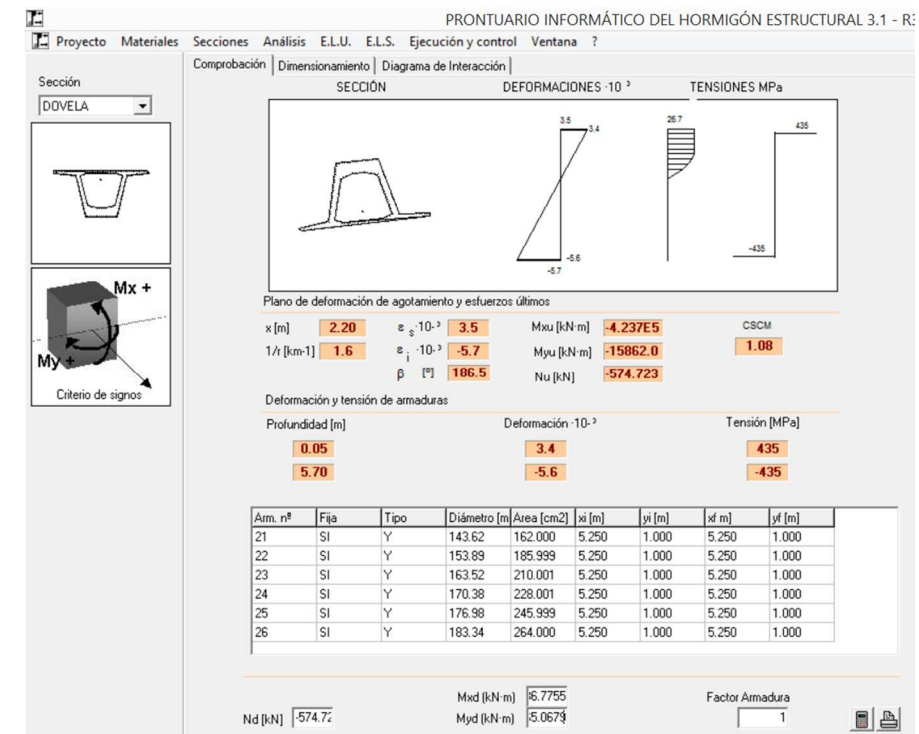 PRONTUARIO INFORMÁTICO DEL HORMIGÓN ESTRUCTURAL 3.1 - R3
Proyecto Materiales Secciones Análisis E.L.U. E.L.S. Ejecución y control Ventana ?
Comprobación Dimensionamiento Diagrama de Interacción
Sección
DOVELA
SECCIÓN DEFORMACIONES ·10 ³ TENSIONES MPa
3.5
3.4
-5.6
-5.7
26.7
435
-435
Mx +
My +
Criterio de signos
Plano de deformación de agotamiento y esfuerzos últimos
x [m] 2.20 ε s ·10-³ 3.5 Mxu [kN·m] -4.237E5 CSCM
1/r [km-1] 1.6 ε i ·10-³ -5.7 Myu [kN·m] -15862.0 1.08
β [º] 186.5 Nu [kN] -574.723
Deformación y tensión de armaduras
Profundidad [m] Deformación ·10-³ Tensión [MPa]
0.05 3.4 435
5.70 -5.6 -435
Arm. nº Fija Tipo Diámetro [m Area [cm2] xi [m] yi [m] xf m] yf [m]
21 SI Y 143.62 162.000 5.250 1.000 5.250 1.000
22 SI Y 153.89 185.999 5.250 1.000 5.250 1.000
23 SI Y 163.52 210.001 5.250 1.000 5.250 1.000
24 SI Y 170.38 228.001 5.250 1.000 5.250 1.000
25 SI Y 176.98 245.999 5.250 1.000 5.250 1.000
26 SI Y 183.34 264.000 5.250 1.000 5.250 1.000
Mxd (kN·m) 6.7755 Factor Armadura
Nd [kN] -574.72 Myd (kN·m) 5.0679 1